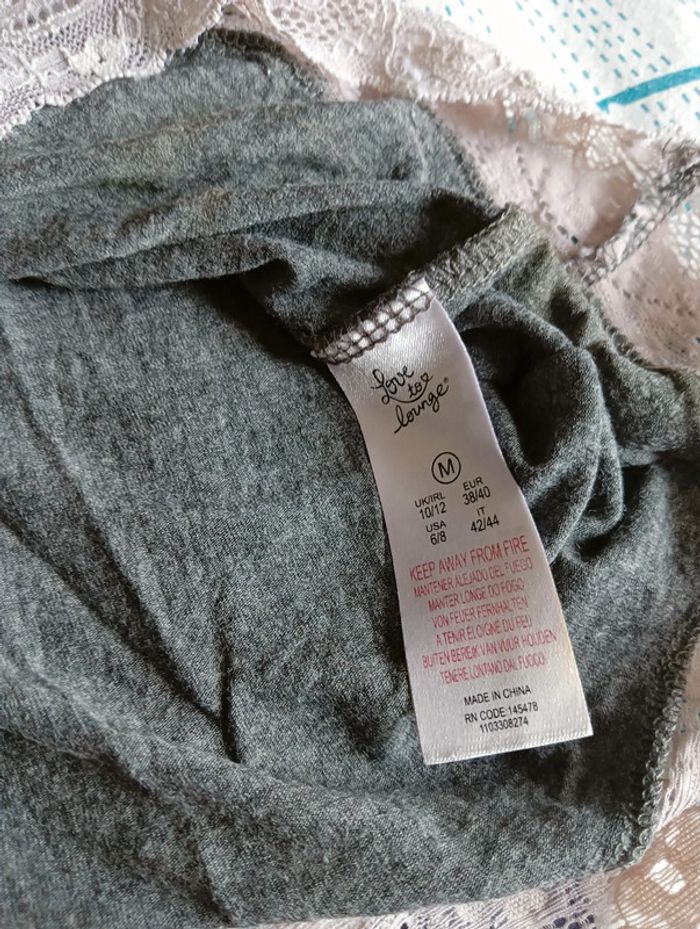 Love
to
lounge®
M
UK/IRL EUR
10/12 38/40
USA IT
6/8 42/44
KEEP AWAY FROM FIRE
MANTENER ALEJADO DEL FUEGO
MANTER LONGE DO FOGO
VON FEUER FERNHALTEN
A TENIR ÉLOIGNE DU FEU
BUITEN BEREIK VAN VUUR HOUDEN
TENERE LONTANO DAL FUOCO
MADE IN CHINA
RN CODE:145478
1103308274